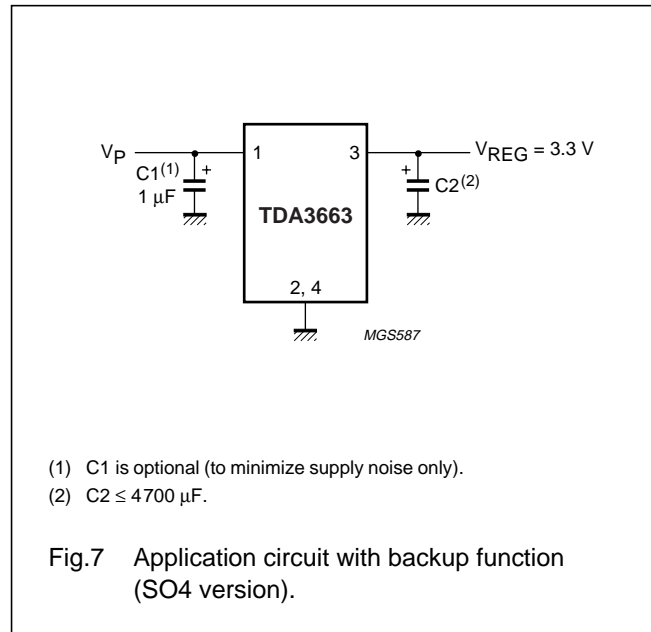 V_P
C1(1) +
1 µF
1 3
TDA3663
2, 4
+
C2(2)
V_REG = 3.3 V
MGS587
(1) C1 is optional (to minimize supply noise only).
(2) C2 ≤ 4700 µF.
Fig.7 Application circuit with backup function
(SO4 version).